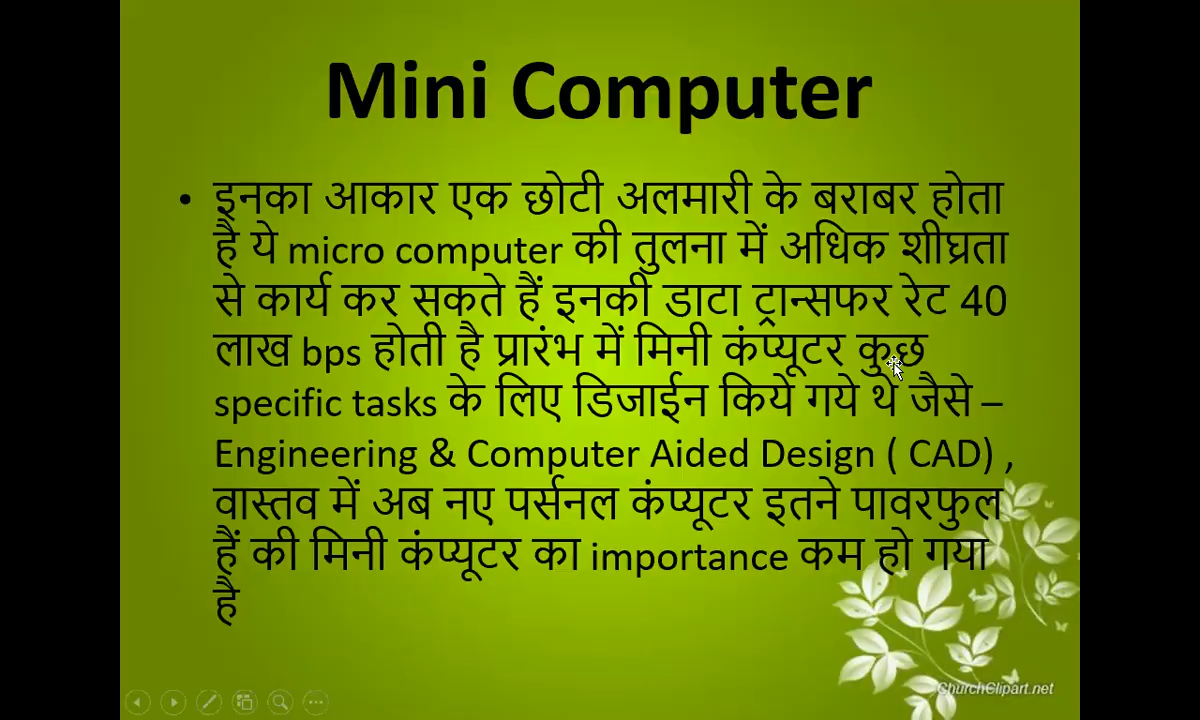 Mini Computer
• इनका आकार एक छोटी अलमारी के बराबर होता
है ये micro computer की तुलना में अधिक शीघ्रता
से कार्य कर सकते हैं इनकी डाटा ट्रान्सफर रेट 40
लाख bps होती है प्रारंभ में मिनी कंप्यूटर कुछ
specific tasks के लिए डिजाईन किये गये थे जैसे –
Engineering & Computer Aided Design ( CAD) ,
वास्तव में अब नए पर्सनल कंप्यूटर इतने पावरफुल
हैं की मिनी कंप्यूटर का importance कम हो गया
है
ChurchClipart.net